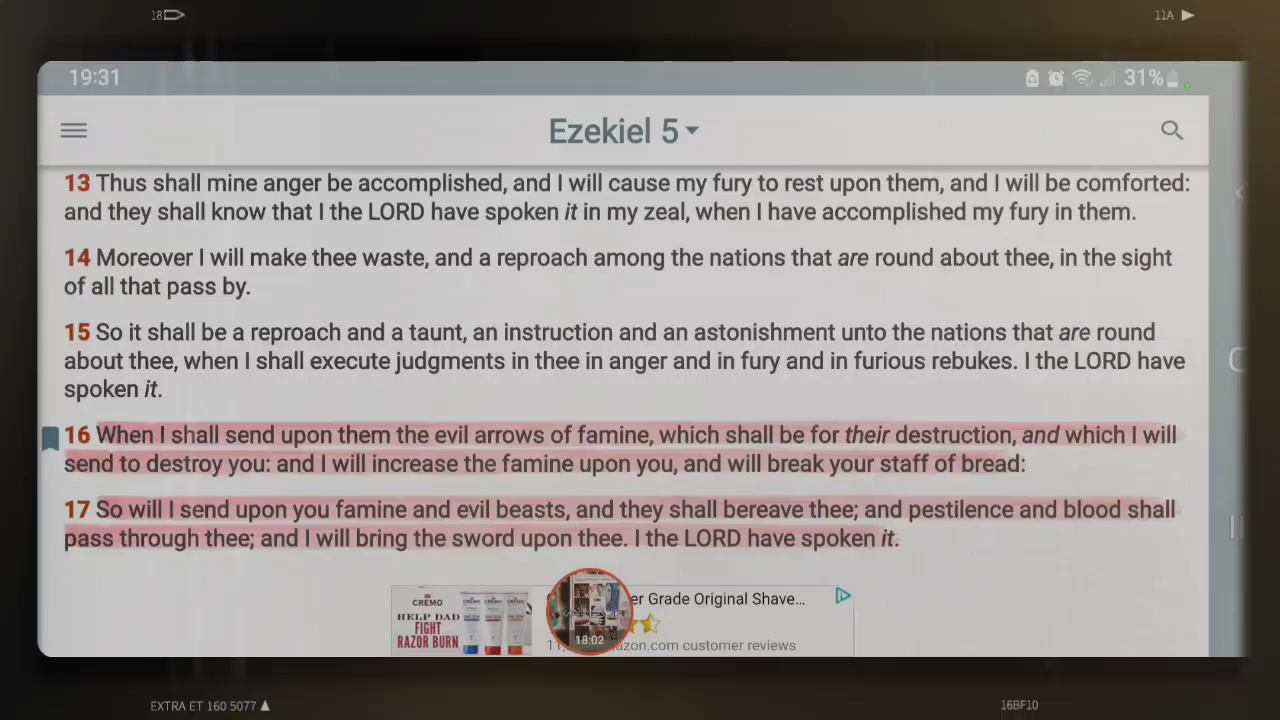 18
11A
19:31
31%
Ezekiel 5
13 Thus shall mine anger be accomplished, and I will cause my fury to rest upon them, and I will be comforted:
and they shall know that I the LORD have spoken it in my zeal, when I have accomplished my fury in them.
14 Moreover I will make thee waste, and a reproach among the nations that are round about thee, in the sight
of all that pass by.
15 So it shall be a reproach and a taunt, an instruction and an astonishment unto the nations that are round
about thee, when I shall execute judgments in thee in anger and in fury and in furious rebukes. I the LORD have
spoken it.
16 When I shall send upon them the evil arrows of famine, which shall be for their destruction, and which I will
send to destroy you: and I will increase the famine upon you, and will break your staff of bread:
17 So will I send upon you famine and evil beasts, and they shall bereave thee; and pestilence and blood shall
pass through thee; and I will bring the sword upon thee. I the LORD have spoken it.
CREMO
HELP DAD
FIGHT
RAZOR BURN
18:02
er Grade Original Shave...
azon.com customer reviews
EXTRA ET 160 5077
16BF10